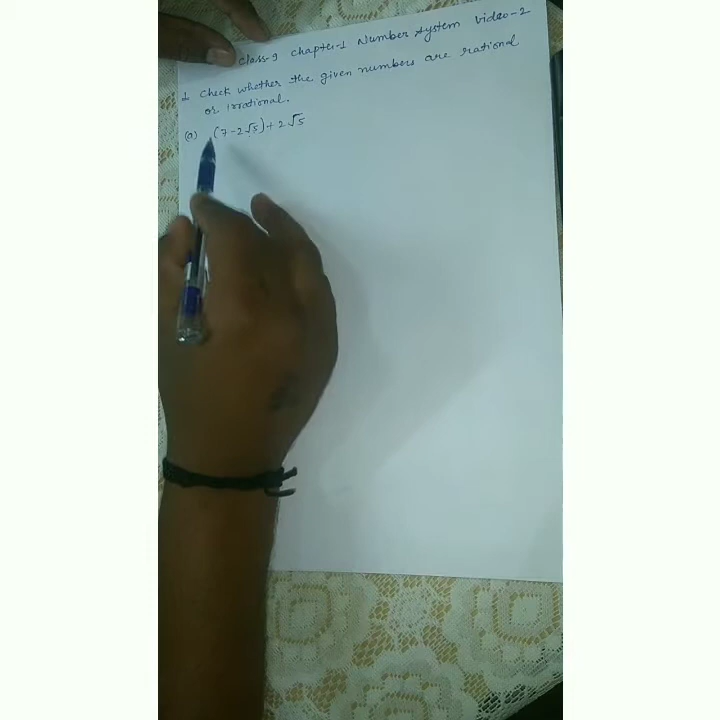 class-9 chapter-1 Number system video-2
1 check whether the given numbers are rational
or irrational.
(a) (7-2√5)+2√5